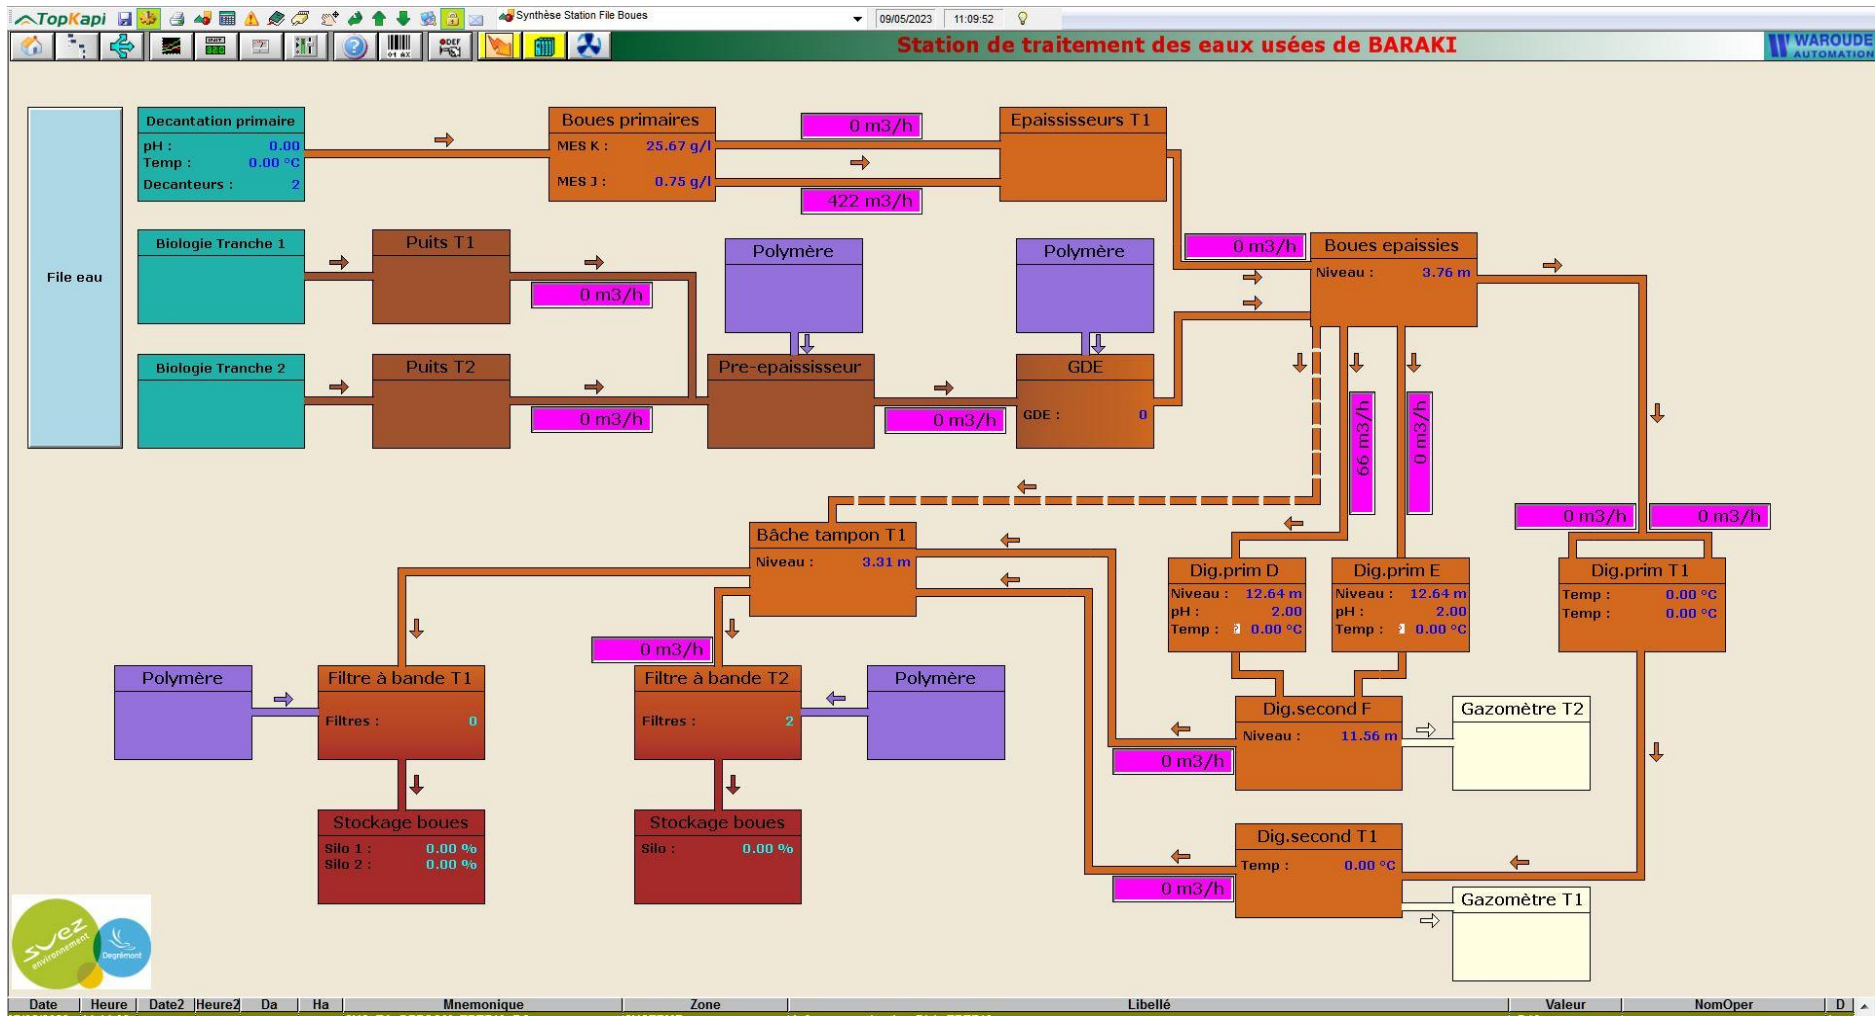 TopKapi
Synthèse Station File Boues
09/05/2023
11:09:52
Station de traitement des eaux usées de BARAKI
WAROUDE
AUTOMATION
File eau
Decantation primaire
pH : 0.00
Temp : 0.00 °C
Decanteurs : 2
Boues primaires
MES K : 25.67 g/l
MES J : 0.75 g/l
0 m3/h
422 m3/h
Epaississeurs T1
Biologie Tranche 1
Puits T1
0 m3/h
Polymère
Polymère
0 m3/h
Boues epaissies
Niveau : 3.76 m
Biologie Tranche 2
Puits T2
0 m3/h
Pre-epaississeur
0 m3/h
GDE
GDE : 0
66 m3/h
0 m3/h
0 m3/h
0 m3/h
Bâche tampon T1
Niveau : 3.31 m
Dig.prim D
Niveau : 12.64 m
pH : 2.00
Temp : ? 0.00 °C
Dig.prim E
Niveau : 12.64 m
pH : 2.00
Temp : ? 0.00 °C
Dig.prim T1
Temp : 0.00 °C
Temp : 0.00 °C
0 m3/h
Polymère
Filtre à bande T1
Filtres : 0
Filtre à bande T2
Filtres : 2
Polymère
Dig.second F
Niveau : 11.56 m
0 m3/h
Gazomètre T2
Stockage boues
Silo 1 : 0.00 %
Silo 2 : 0.00 %
Stockage boues
Silo : 0.00 %
Dig.second T1
Temp : 0.00 °C
0 m3/h
Gazomètre T1
suez
environnement
Degrémont
Date Heure Date2 Heure2 Da Ha Mnemonique Zone Libellé Valeur NomOper D